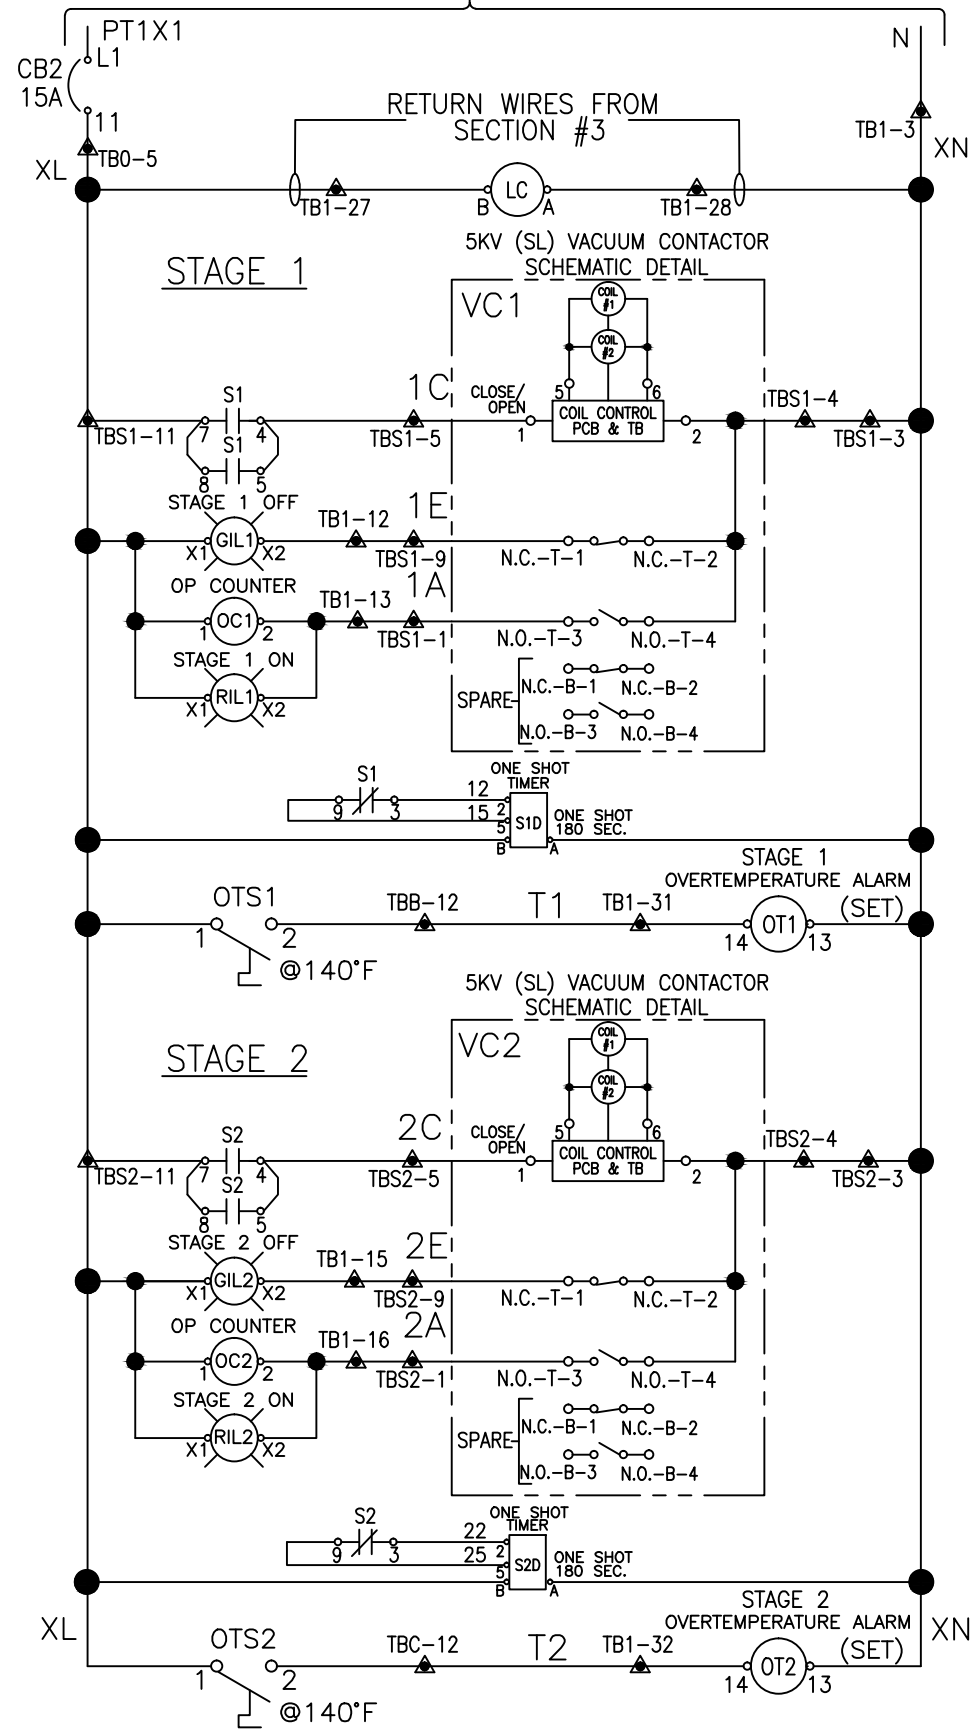 PT1X1
N
L1
CB2
15A
11
TB0-5
TB1-3
XL
XN
RETURN WIRES FROM
SECTION #3
LC
B
A
TB1-27
TB1-28
5KV (SL) VACUUM CONTACTOR
SCHEMATIC DETAIL
STAGE 1
VC1
COIL
#1
COIL
#2
5
6
1C
CLOSE/
OPEN
COIL CONTROL
PCB & TB
1
2
S1
TBS1-11
7
4
TBS1-5
TBS1-4
TBS1-3
S1
8
5
STAGE 1 OFF
1E
TB1-12
GIL1
X1
X2
TBS1-9
N.C.-T-1
N.C.-T-2
OP COUNTER
1A
TB1-13
OC1
1
2
TBS1-1
N.O.-T-3
N.O.-T-4
STAGE 1 ON
RIL1
X1
X2
SPARE
N.C.-B-1
N.C.-B-2
N.O.-B-3
N.O.-B-4
ONE SHOT
TIMER
S1
9
3
12
2
15
5
S1D
ONE SHOT
180 SEC.
B
A
STAGE 1
OVERTEMPERATURE ALARM
(SET)
OTS1
1
2
@140°F
TBB-12
T1
TB1-31
OT1
14
13
5KV (SL) VACUUM CONTACTOR
SCHEMATIC DETAIL
STAGE 2
VC2
COIL
#1
COIL
#2
5
6
2C
CLOSE/
OPEN
COIL CONTROL
PCB & TB
1
2
S2
TBS2-11
7
4
TBS2-5
TBS2-4
TBS2-3
S2
8
5
STAGE 2 OFF
2E
TB1-15
GIL2
X1
X2
TBS2-9
N.C.-T-1
N.C.-T-2
OP COUNTER
2A
TB1-16
OC2
1
2
TBS2-1
N.O.-T-3
N.O.-T-4
STAGE 2 ON
RIL2
X1
X2
SPARE
N.C.-B-1
N.C.-B-2
N.O.-B-3
N.O.-B-4
ONE SHOT
TIMER
S2
9
3
22
2
25
5
S2D
ONE SHOT
180 SEC.
B
A
STAGE 2
OVERTEMPERATURE ALARM
(SET)
XL
XN
OTS2
1
2
@140°F
TBC-12
T2
TB1-32
OT2
14
13